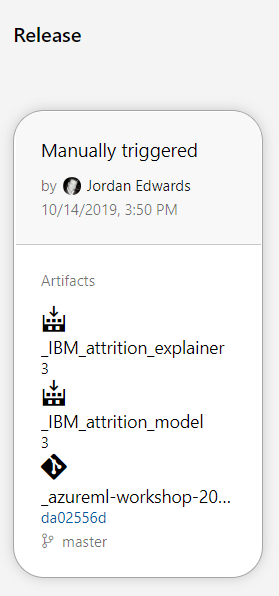 Release
Manually triggered
by Jordan Edwards
10/14/2019, 3:50 PM
Artifacts
_IBM_attrition_explainer
3
_IBM_attrition_model
3
_azureml-workshop-20...
da02556d
master